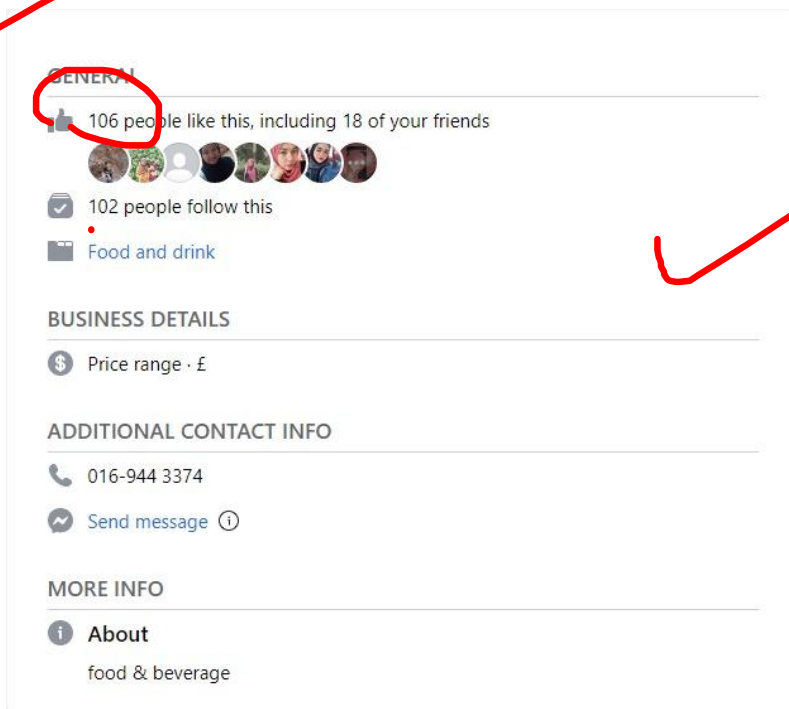 GENERAL
106 people like this, including 18 of your friends
102 people follow this
Food and drink
BUSINESS DETAILS
Price range · £
ADDITIONAL CONTACT INFO
016-944 3374
Send message
MORE INFO
About
food & beverage